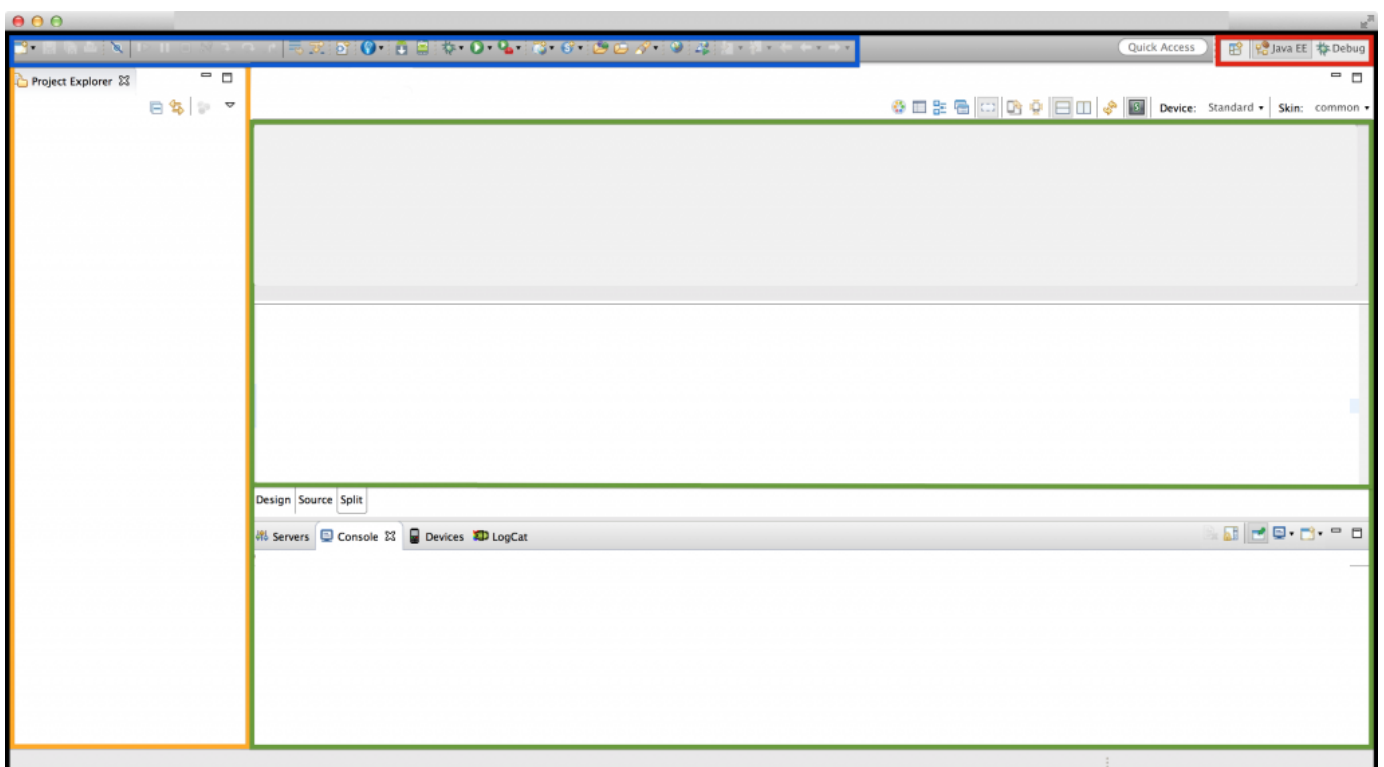 Quick Access Java EE Debug
Project Explorer
Device: Standard Skin: common
Design Source Split
Servers Console Devices LogCat